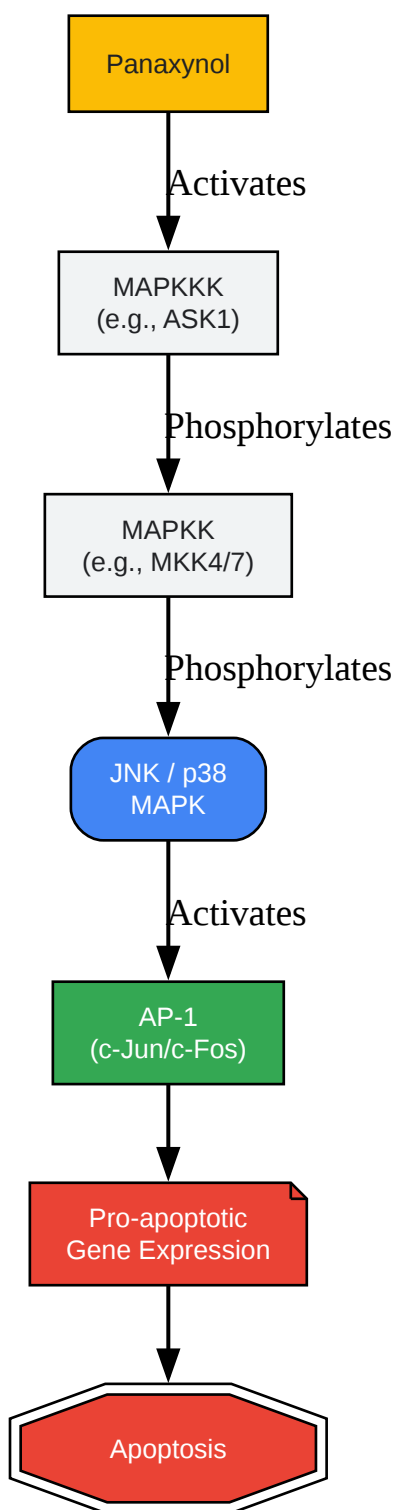 Panaxynol
Activates
MAPKKK
(e.g., ASK1)
Phosphorylates
MAPKK
(e.g., MKK4/7)
Phosphorylates
JNK / p38
MAPK
Activates
AP-1
(c-Jun/c-Fos)
Pro-apoptotic
Gene Expression
Apoptosis